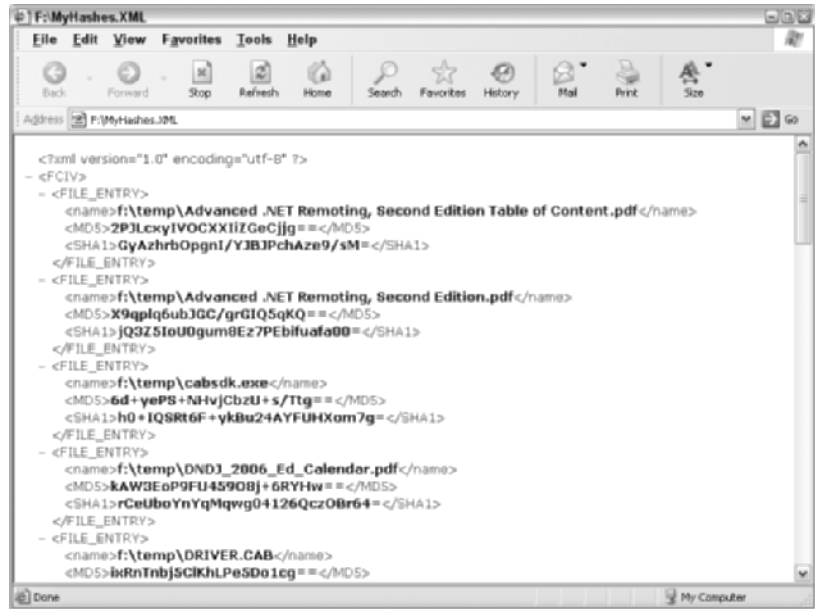 F:\MyHashes.XML
File Edit View Favorites Tools Help
Back Forward Stop Refresh Home Search Favorites History Mail Print Size
Address F:\MyHashes.XML Go
<?xml version="1.0" encoding="utf-8" ?>
- <FCIV>
- <FILE_ENTRY>
<name>f:\temp\Advanced .NET Remoting, Second Edition Table of Content.pdf</name>
<MD5>2PJLcxyIVOCXXIiZGeCjjg==</MD5>
<SHA1>GyAzhrbOpgnI/YJBJPchAze9/sM=</SHA1>
</FILE_ENTRY>
- <FILE_ENTRY>
<name>f:\temp\Advanced .NET Remoting, Second Edition.pdf</name>
<MD5>X9qplq6ubJGC/grGIQ5qKQ==</MD5>
<SHA1>jQ3Z5IoU0gum8Ez7PEbifuafa00=</SHA1>
</FILE_ENTRY>
- <FILE_ENTRY>
<name>f:\temp\cabsdk.exe</name>
<MD5>6d+yePS+NHvjCbzU+s/Ttg==</MD5>
<SHA1>h0+IQSRt6F+ykBu24AYFUHXom7g=</SHA1>
</FILE_ENTRY>
- <FILE_ENTRY>
<name>f:\temp\DNDJ_2006_Ed_Calendar.pdf</name>
<MD5>kAW3EoP9FU459O8j+6RYHw==</MD5>
<SHA1>rCeUboYnYqMqwg04126QczOBr64=</SHA1>
</FILE_ENTRY>
- <FILE_ENTRY>
<name>f:\temp\DRIVER.CAB</name>
<MD5>ixRnTnbjSClKhLPe5Do1cg==</MD5>
Done My Computer